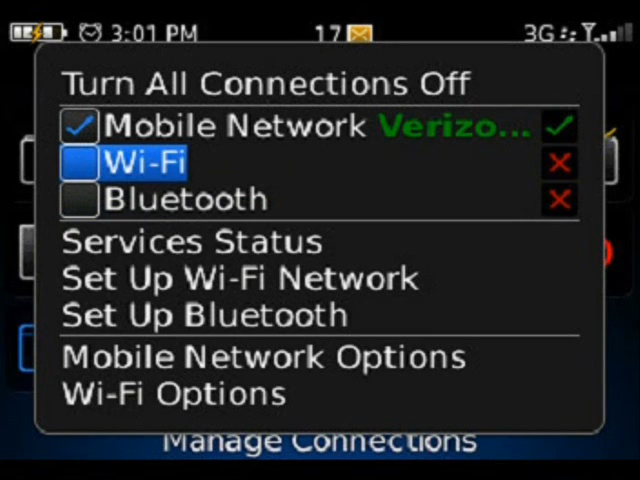 3:01 PM 17 3G
Turn All Connections Off
Mobile Network Verizo...
Wi-Fi
Bluetooth
Services Status
Set Up Wi-Fi Network
Set Up Bluetooth
Mobile Network Options
Wi-Fi Options
Manage Connections